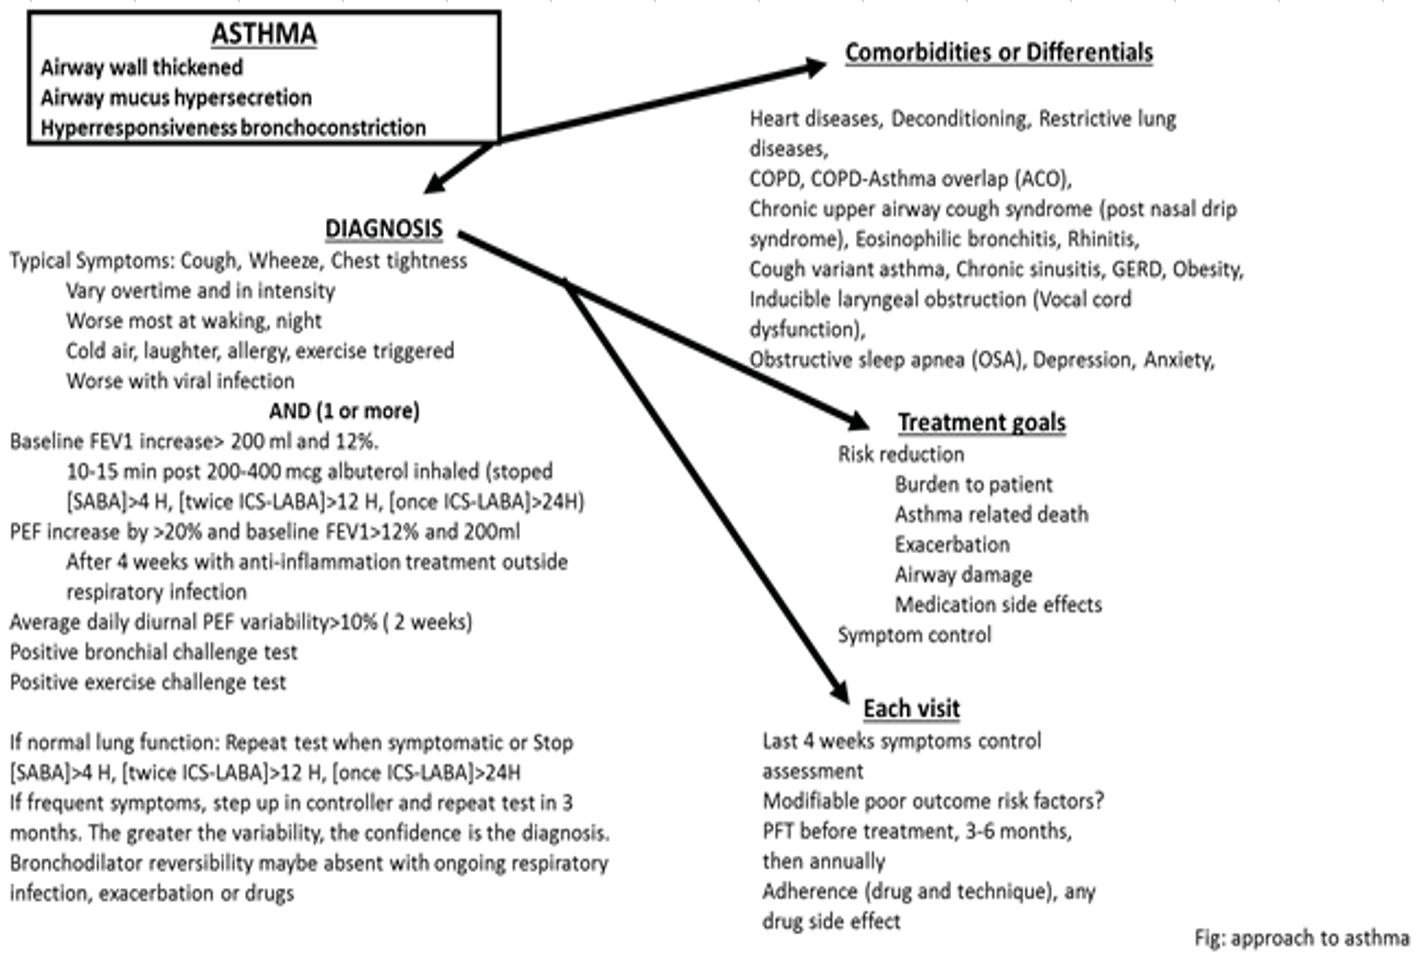 ASTHMA
Airway wall thickened
Airway mucus hypersecretion
Hyperresponsiveness bronchoconstriction
DIAGNOSIS
Typical Symptoms: Cough, Wheeze, Chest tightness
Vary overtime and in intensity
Worse most at waking, night
Cold air, laughter, allergy, exercise triggered
Worse with viral infection
AND (1 or more)
Baseline FEV1 increase> 200 ml and 12%.
10-15 min post 200-400 mcg albuterol inhaled (stoped
[SABA]>4 H, [twice ICS-LABA]>12 H, [once ICS-LABA]>24H)
PEF increase by >20% and baseline FEV1>12% and 200ml
After 4 weeks with anti-inflammation treatment outside
respiratory infection
Average daily diurnal PEF variability>10% ( 2 weeks)
Positive bronchial challenge test
Positive exercise challenge test
If normal lung function: Repeat test when symptomatic or Stop
[SABA]>4 H, [twice ICS-LABA]>12 H, [once ICS-LABA]>24H
If frequent symptoms, step up in controller and repeat test in 3
months. The greater the variability, the confidence is the diagnosis.
Bronchodilator reversibility maybe absent with ongoing respiratory
infection, exacerbation or drugs
Comorbidities or Differentials
Heart diseases, Deconditioning, Restrictive lung
diseases,
COPD, COPD-Asthma overlap (ACO),
Chronic upper airway cough syndrome (post nasal drip
syndrome), Eosinophilic bronchitis, Rhinitis,
Cough variant asthma, Chronic sinusitis, GERD, Obesity,
Inducible laryngeal obstruction (Vocal cord
dysfunction),
Obstructive sleep apnea (OSA), Depression, Anxiety,
Treatment goals
Risk reduction
Burden to patient
Asthma related death
Exacerbation
Airway damage
Medication side effects
Symptom control
Each visit
Last 4 weeks symptoms control
assessment
Modifiable poor outcome risk factors?
PFT before treatment, 3-6 months,
then annually
Adherence (drug and technique), any
drug side effect
Fig: approach to asthma